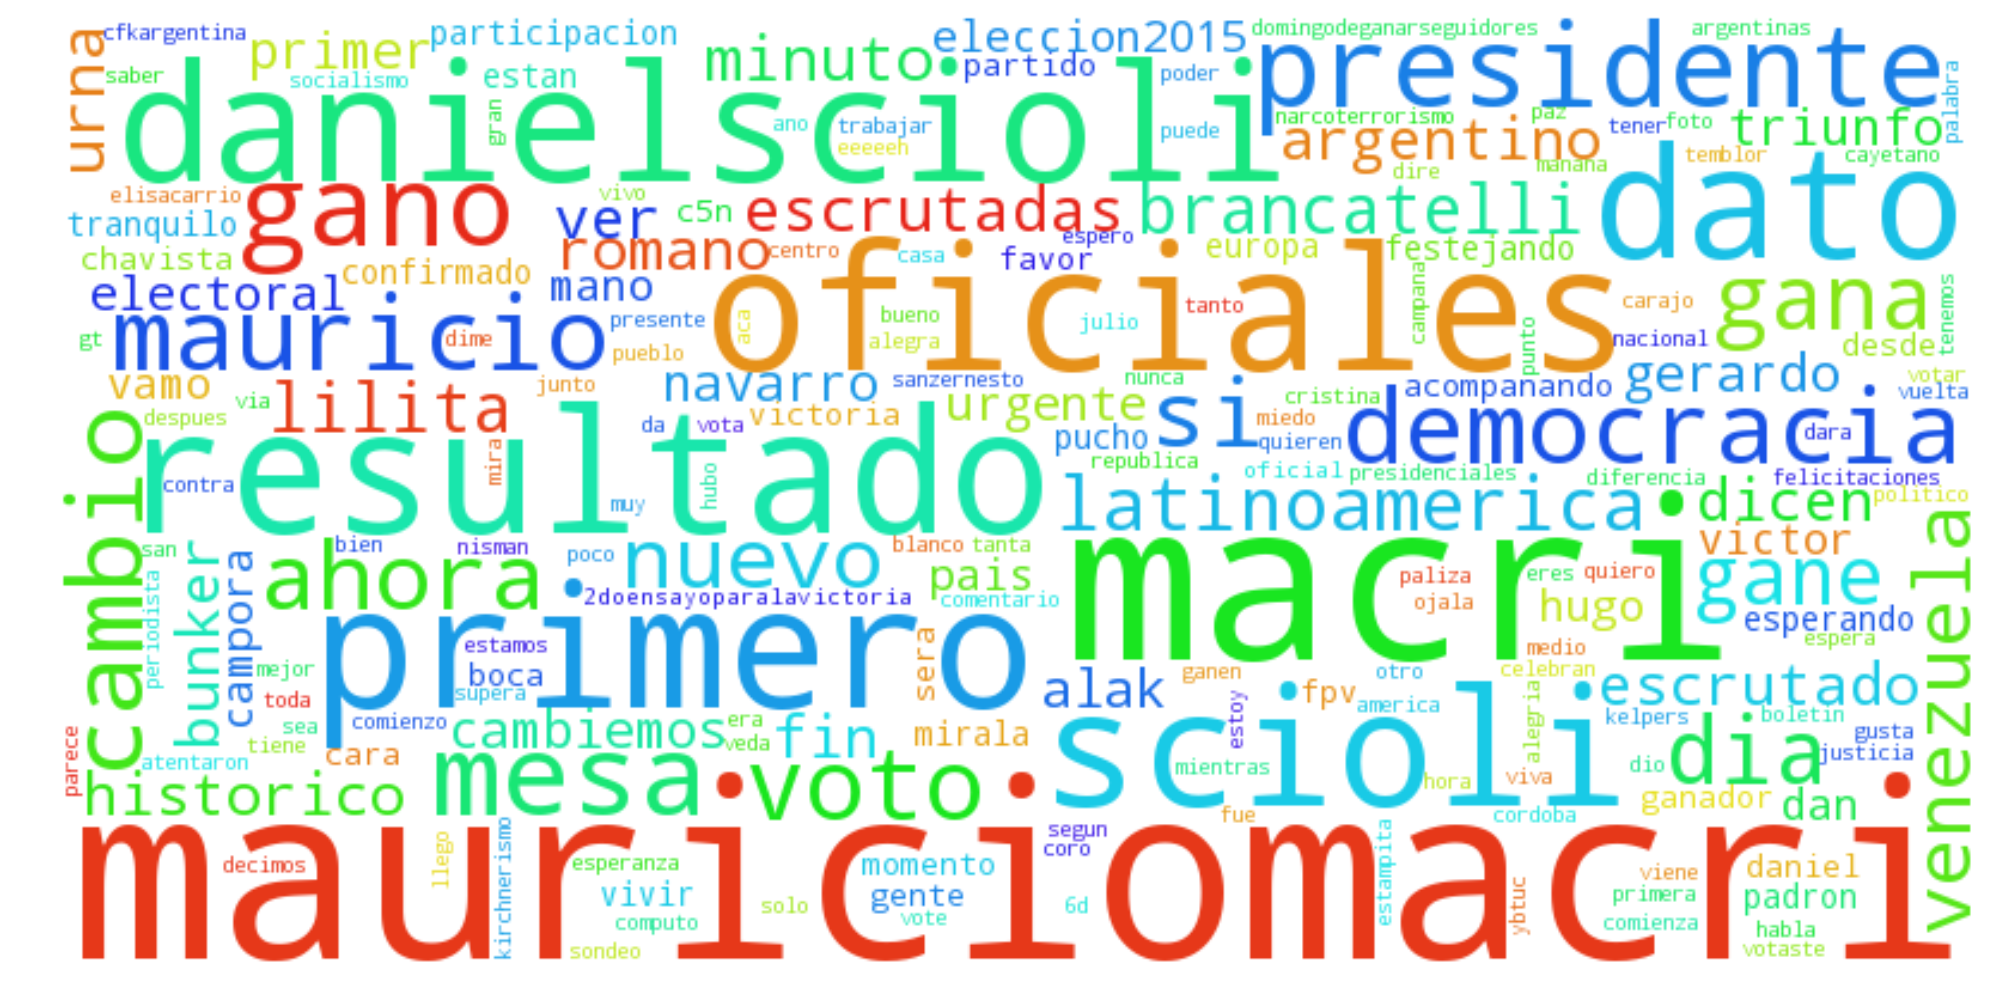 cfkargentina
urna
primer
participacion
minuto
eleccion2015
domingodeganarseguidores
argentinas
presidente
saber
socialismo
estan
partido
poder
palabra
danielscioli
gran
ano
trabajar
eeeeeh
puede
narcoterrorismo
paz
tener
foto
triunfo
argentino
manana
dire
temblor
cayetano
dato
elisacarrio
gano
vivo
tranquilo
ver
c5n
escrutadas
brancatelli
espero
chavista
confirmado
romano
centro
casa
favor
europa
festejando
oficiales
electoral
mano
mauricio
presente
aca
bueno
alegra
julio
tanto
campana
punto
carajo
gana
nacional
desde
tenemos
gt
dime
pueblo
vamo
via
lilita
junto
navarro
sanzernesto
nunca
cristina
acompanando
gerardo
votar
vuelta
despues
da
vota
victoria
urgente
si
miedo
quieren
pucho
democracia
dara
cambio
resultado
contra
mira
muy
hubo
republica
oficial
presidenciales
diferencia
felicitaciones
latinoamerica
dicen
politico
san
bien
nisman
poco
nuevo
blanco
tanta
victor
macri
venezuela
periodista
bunker
campora
ahora
2doensayoparalavictoria
pais
comentario
paliza
ojala
eres
quiero
hugo
gane
esperando
espera
primero
estamos
boca
supera
sera
mejor
toda
sea
tiene
medio
celebran
ganen
otro
alak
fpv
america
escrutado
comienzo
cambiemos
era
veda
fin
mirala
scioli
estoy
alegria
kelpers
boletin
gusta
justicia
dia
parece
atentaron
cara
historico
mesa
voto
mientras
hora
viva
dio
ganador
dan
fue
cordoba
mauriciomacri
decimos
llego
kirchnerismo
esperanza
vivir
computo
sondeo
solo
momento
gente
vote
segun
coro
6d
estampita
ybtuc
viene
primera
comienza
daniel
padron
habla
votaste